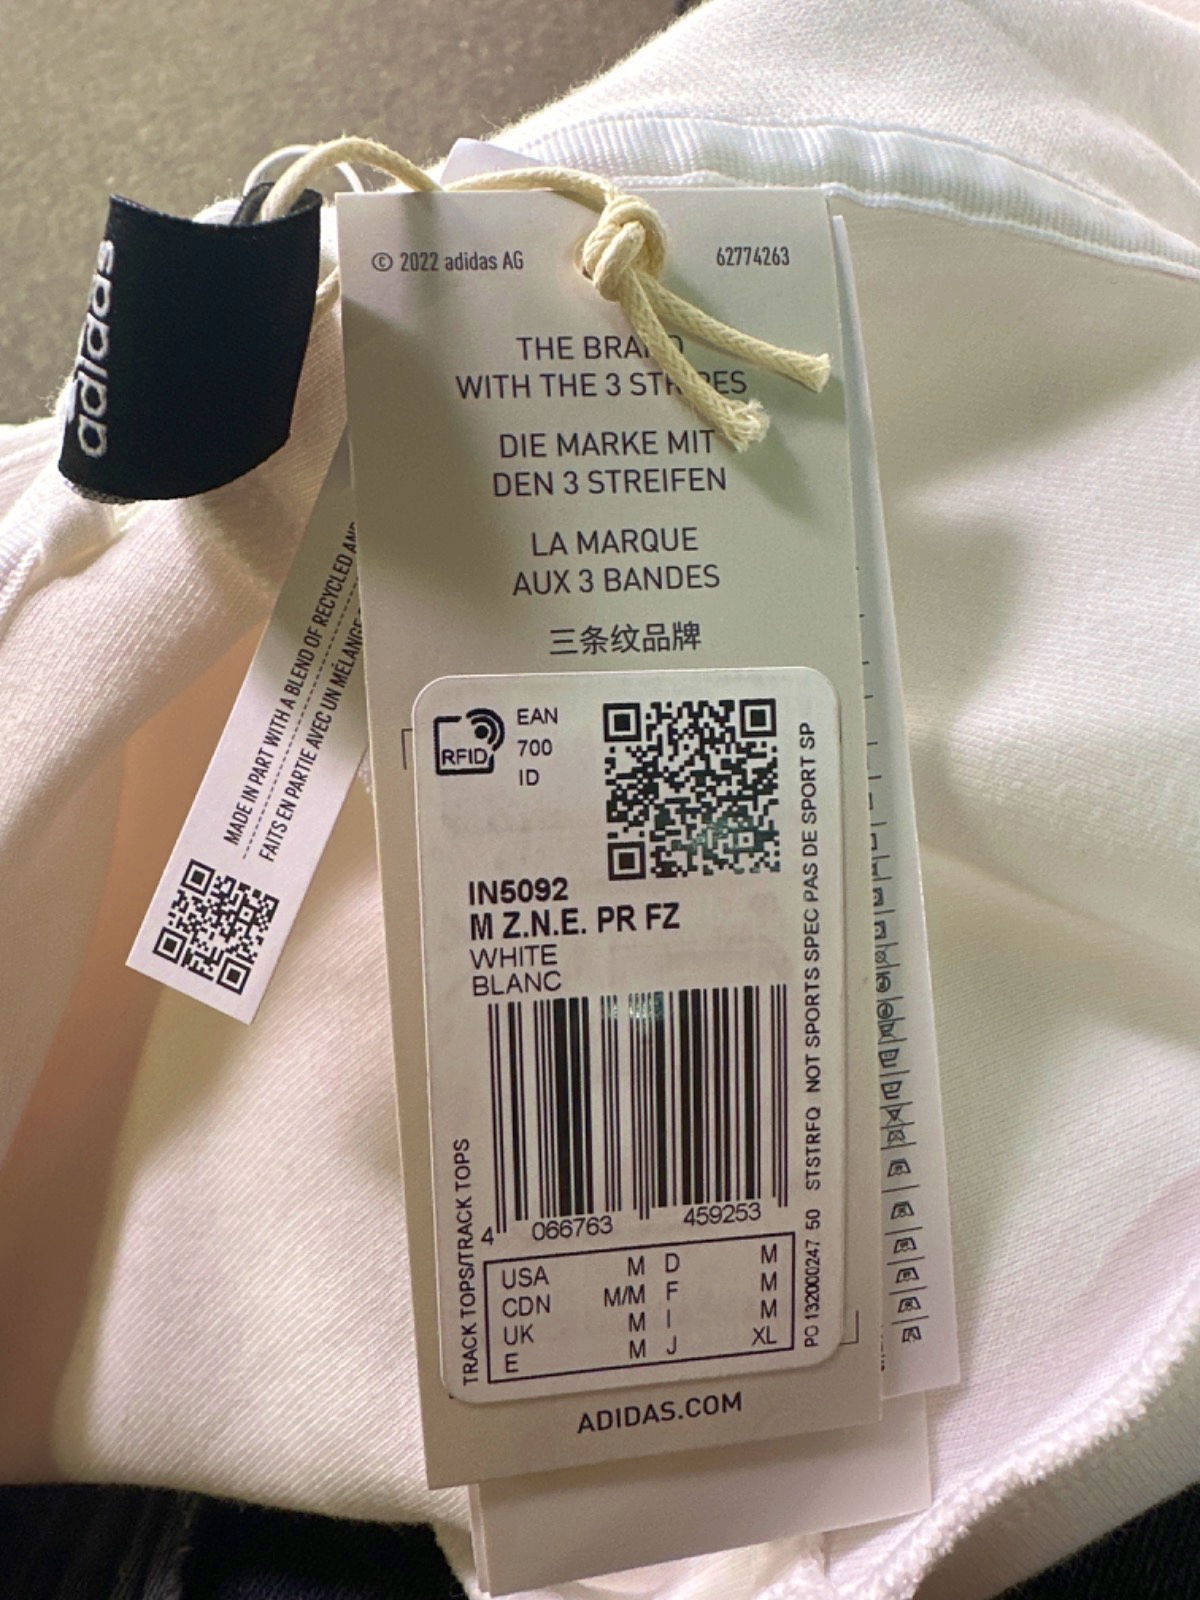 adidas
© 2022 adidas AG
62774263
THE BRAND
WITH THE 3 STRIPES
DIE MARKE MIT
DEN 3 STREIFEN
LA MARQUE
AUX 3 BANDES
三条纹品牌
MADE IN PART WITH A BLEND OF RECYCLED AND
FAITS EN PARTIE AVEC UN MÉLANGE
RFID
EAN
700
ID
IN5092
M Z.N.E. PR FZ
WHITE
BLANC
4 066763 459253
TRACK TOPS/TRACK TOPS
PO 132000247 50 STSTRFQ NOT SPORTS SPEC PAS DE SPORT SP
USA M D M
CDN M/M F M
UK M I M
E M J XL
ADIDAS.COM